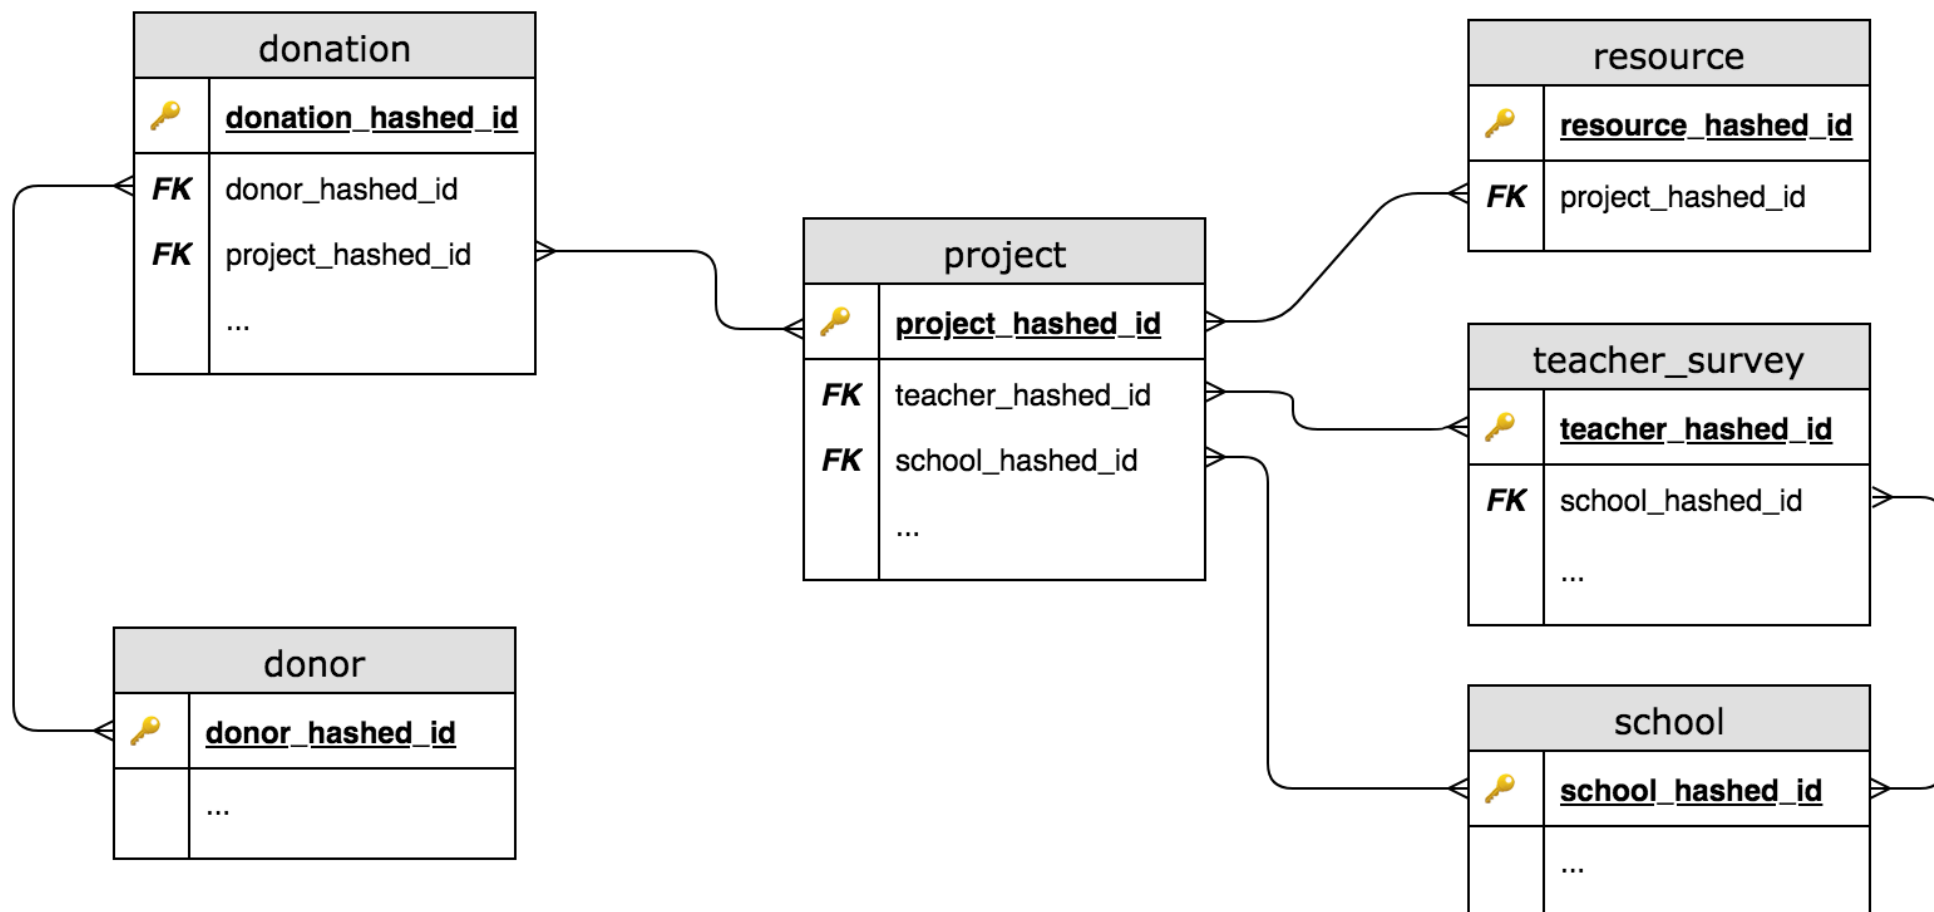 donation
donation_hashed_id
FK donor_hashed_id
FK project_hashed_id
...
donor
donor_hashed_id
...
project
project_hashed_id
FK teacher_hashed_id
FK school_hashed_id
...
resource
resource_hashed_id
FK project_hashed_id
teacher_survey
teacher_hashed_id
FK school_hashed_id
...
school
school_hashed_id
...